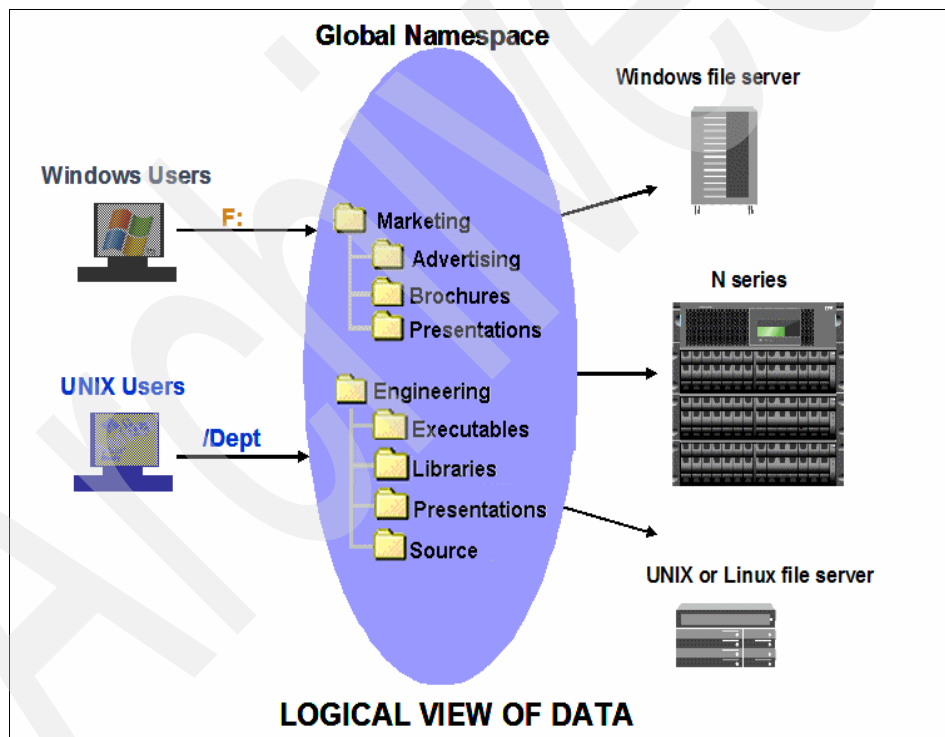 Global Namespace
Windows file server
Windows Users
F:
Marketing
Advertising
Brochures
Presentations
N series
UNIX Users
/Dept
Engineering
Executables
Libraries
Presentations
Source
UNIX or Linux file server
LOGICAL VIEW OF DATA